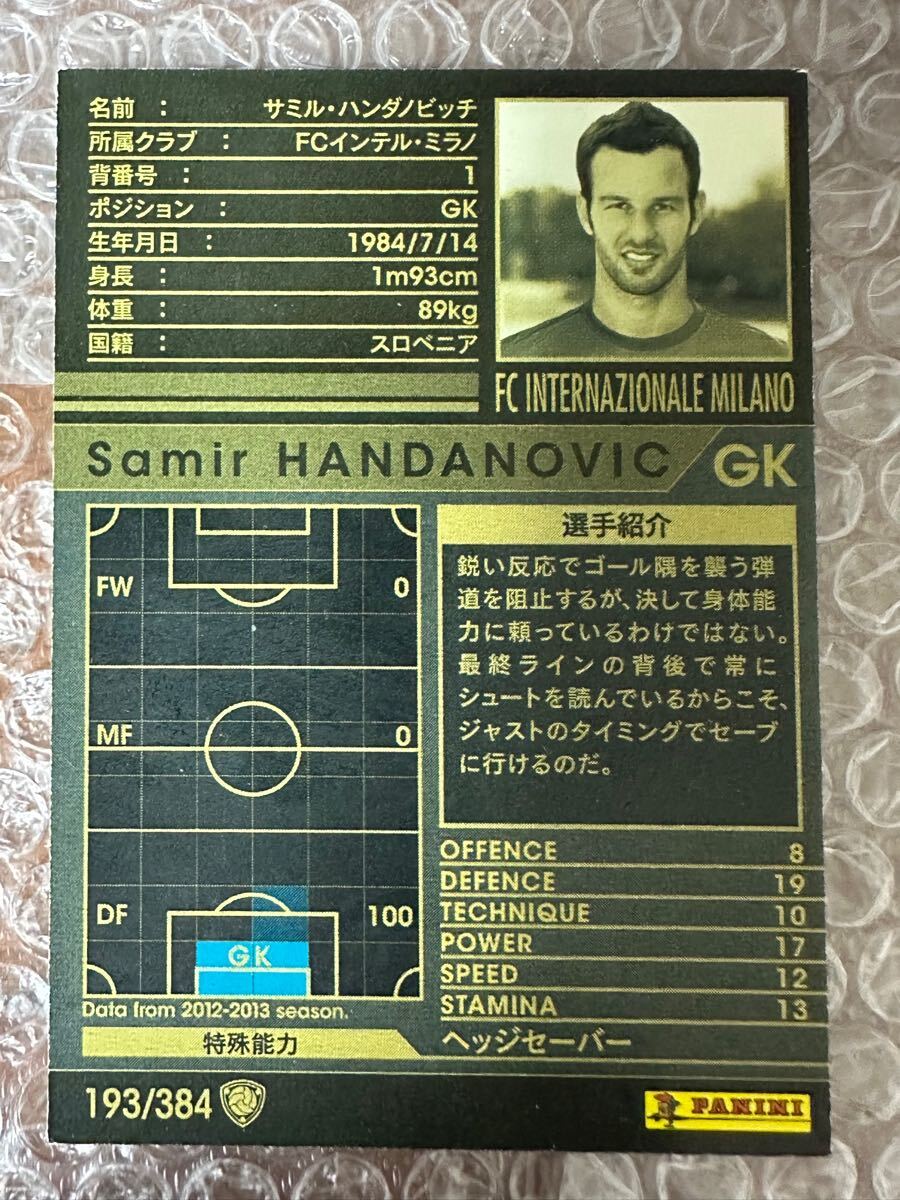 名前 : サミル・ハンダノビッチ
所属クラブ : FCインテル・ミラノ
背番号 : 1
ポジション : GK
生年月日 : 1984/7/14
身長 : 1m93cm
体重 : 89kg
国籍 : スロベニア
FC INTERNAZIONALE MILANO
Samir HANDANOVIC GK
FW 0
MF 0
DF 100
GK
Data from 2012-2013 season.
選手紹介
鋭い反応でゴール隅を襲う弾
道を阻止するが、決して身体能
力に頼っているわけではない。
最終ラインの背後で常に
シュートを読んでいるからこそ、
ジャストのタイミングでセーブ
に行けるのだ。
OFFENCE 8
DEFENCE 19
TECHNIQUE 10
POWER 17
SPEED 12
STAMINA 13
特殊能力 ヘッジセーバー
193/384
PANINI